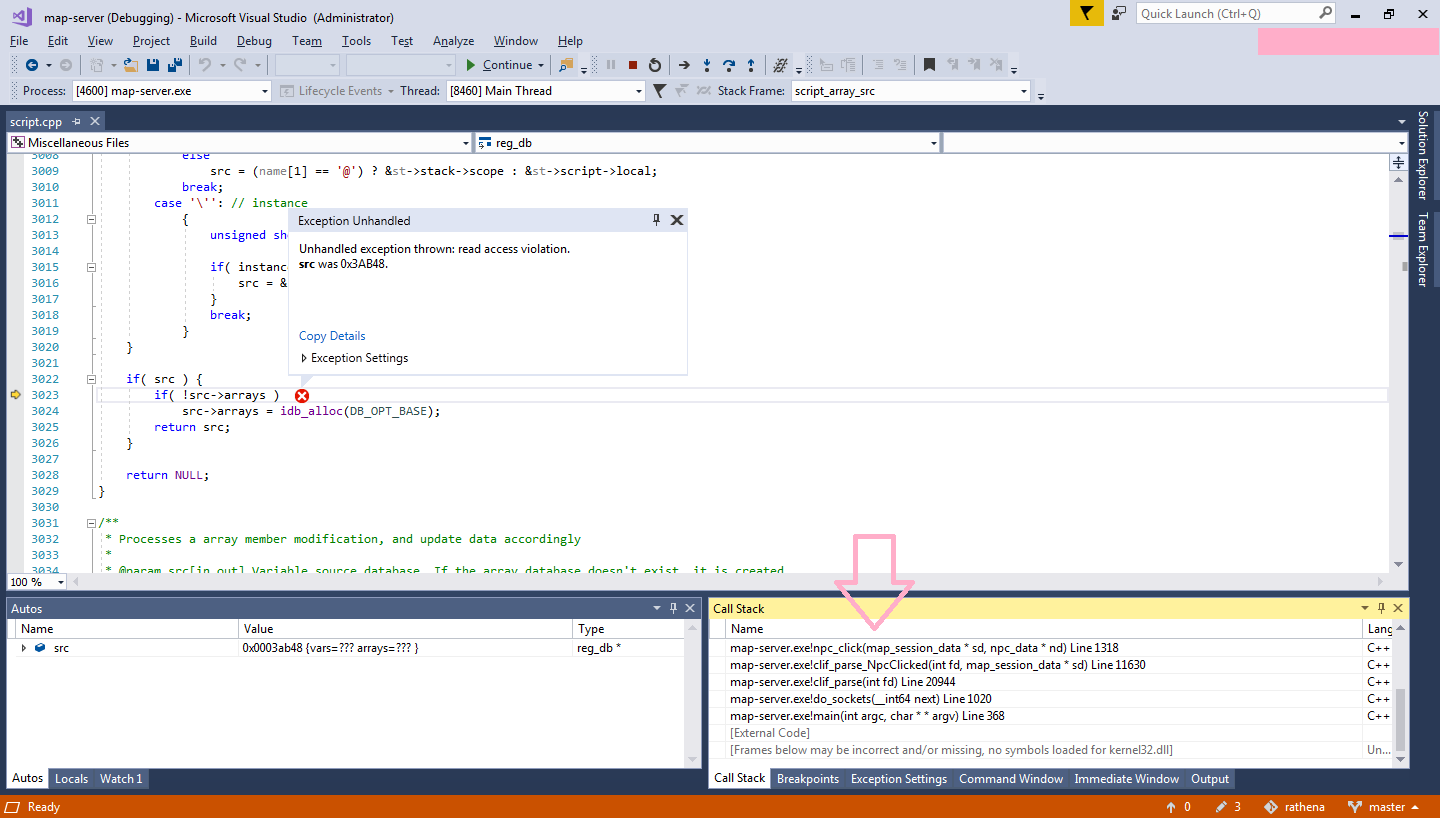 map-server (Debugging) - Microsoft Visual Studio (Administrator)
Quick Launch (Ctrl+Q)
File Edit View Project Build Debug Team Tools Test Analyze Window Help
Continue
Process: [4600] map-server.exe Lifecycle Events Thread: [8460] Main Thread Stack Frame: script_array_src
script.cpp
Miscellaneous Files reg_db
3008 else
3009 src = (name[1] == '@') ? &st->stack->scope : &st->script->local;
3010 break;
3011 case '\'': // instance
3012 {
3013 unsigned sh
3014
3015 if( instanc
3016 src = &
3017 }
3018 break;
3019 }
3020 }
3021
3022 if( src ) {
3023 if( !src->arrays )
3024 src->arrays = idb_alloc(DB_OPT_BASE);
3025 return src;
3026 }
3027
3028 return NULL;
3029 }
3030
3031 /**
3032 * Processes a array member modification, and update data accordingly
3033 *
3034 * @param src[in,out] Variable source database. If the array database doesn't exist, it is created
Exception Unhandled
Unhandled exception thrown: read access violation.
src was 0x3AB48.
Copy Details
Exception Settings
Solution Explorer
Team Explorer
100 %
Autos
Name Value Type
src 0x0003ab48 {vars=??? arrays=??? } reg_db *
Autos Locals Watch 1
Call Stack
Name Lang
map-server.exe!npc_click(map_session_data * sd, npc_data * nd) Line 1318 C++
map-server.exe!clif_parse_NpcClicked(int fd, map_session_data * sd) Line 11630 C++
map-server.exe!clif_parse(int fd) Line 20944 C++
map-server.exe!do_sockets(__int64 next) Line 1020 C++
map-server.exe!main(int argc, char * * argv) Line 368 C++
[External Code]
[Frames below may be incorrect and/or missing, no symbols loaded for kernel32.dll] Un...
Call Stack Breakpoints Exception Settings Command Window Immediate Window Output
Ready 0 3 rathena master